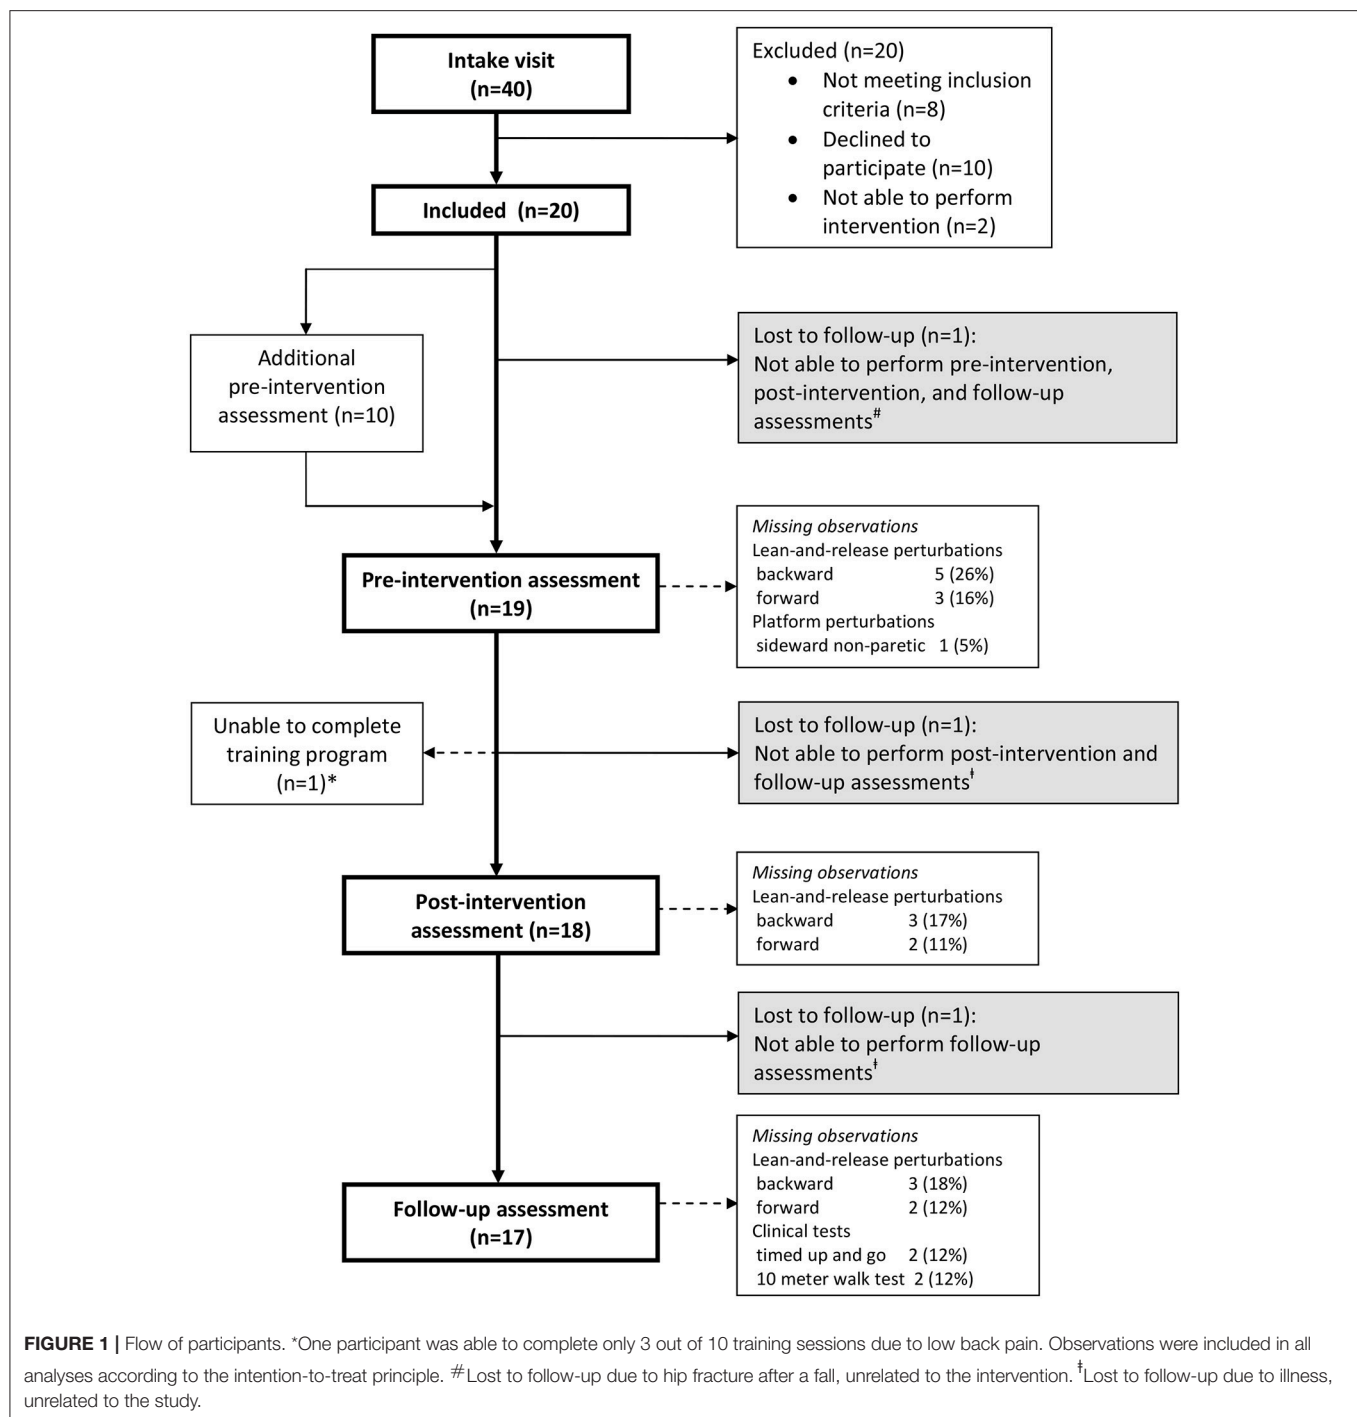 Intake visit
(n=40)
Excluded (n=20)
• Not meeting inclusion
criteria (n=8)
• Declined to
participate (n=10)
• Not able to perform
intervention (n=2)
Included (n=20)
Additional
pre-intervention
assessment (n=10)
Lost to follow-up (n=1):
Not able to perform pre-intervention,
post-intervention, and follow-up
assessments#
Pre-intervention assessment
(n=19)
Missing observations
Lean-and-release perturbations
backward 5 (26%)
forward 3 (16%)
Platform perturbations
sideward non-paretic 1 (5%)
Unable to complete
training program
(n=1)*
Lost to follow-up (n=1):
Not able to perform post-intervention and
follow-up assessmentsǂ
Post-intervention
assessment (n=18)
Missing observations
Lean-and-release perturbations
backward 3 (17%)
forward 2 (11%)
Lost to follow-up (n=1):
Not able to perform follow-up
assessmentsǂ
Follow-up assessment
(n=17)
Missing observations
Lean-and-release perturbations
backward 3 (18%)
forward 2 (12%)
Clinical tests
timed up and go 2 (12%)
10 meter walk test 2 (12%)
FIGURE 1 | Flow of participants. *One participant was able to complete only 3 out of 10 training sessions due to low back pain. Observations were included in all
analyses according to the intention-to-treat principle. #Lost to follow-up due to hip fracture after a fall, unrelated to the intervention. ǂLost to follow-up due to illness,
unrelated to the study.